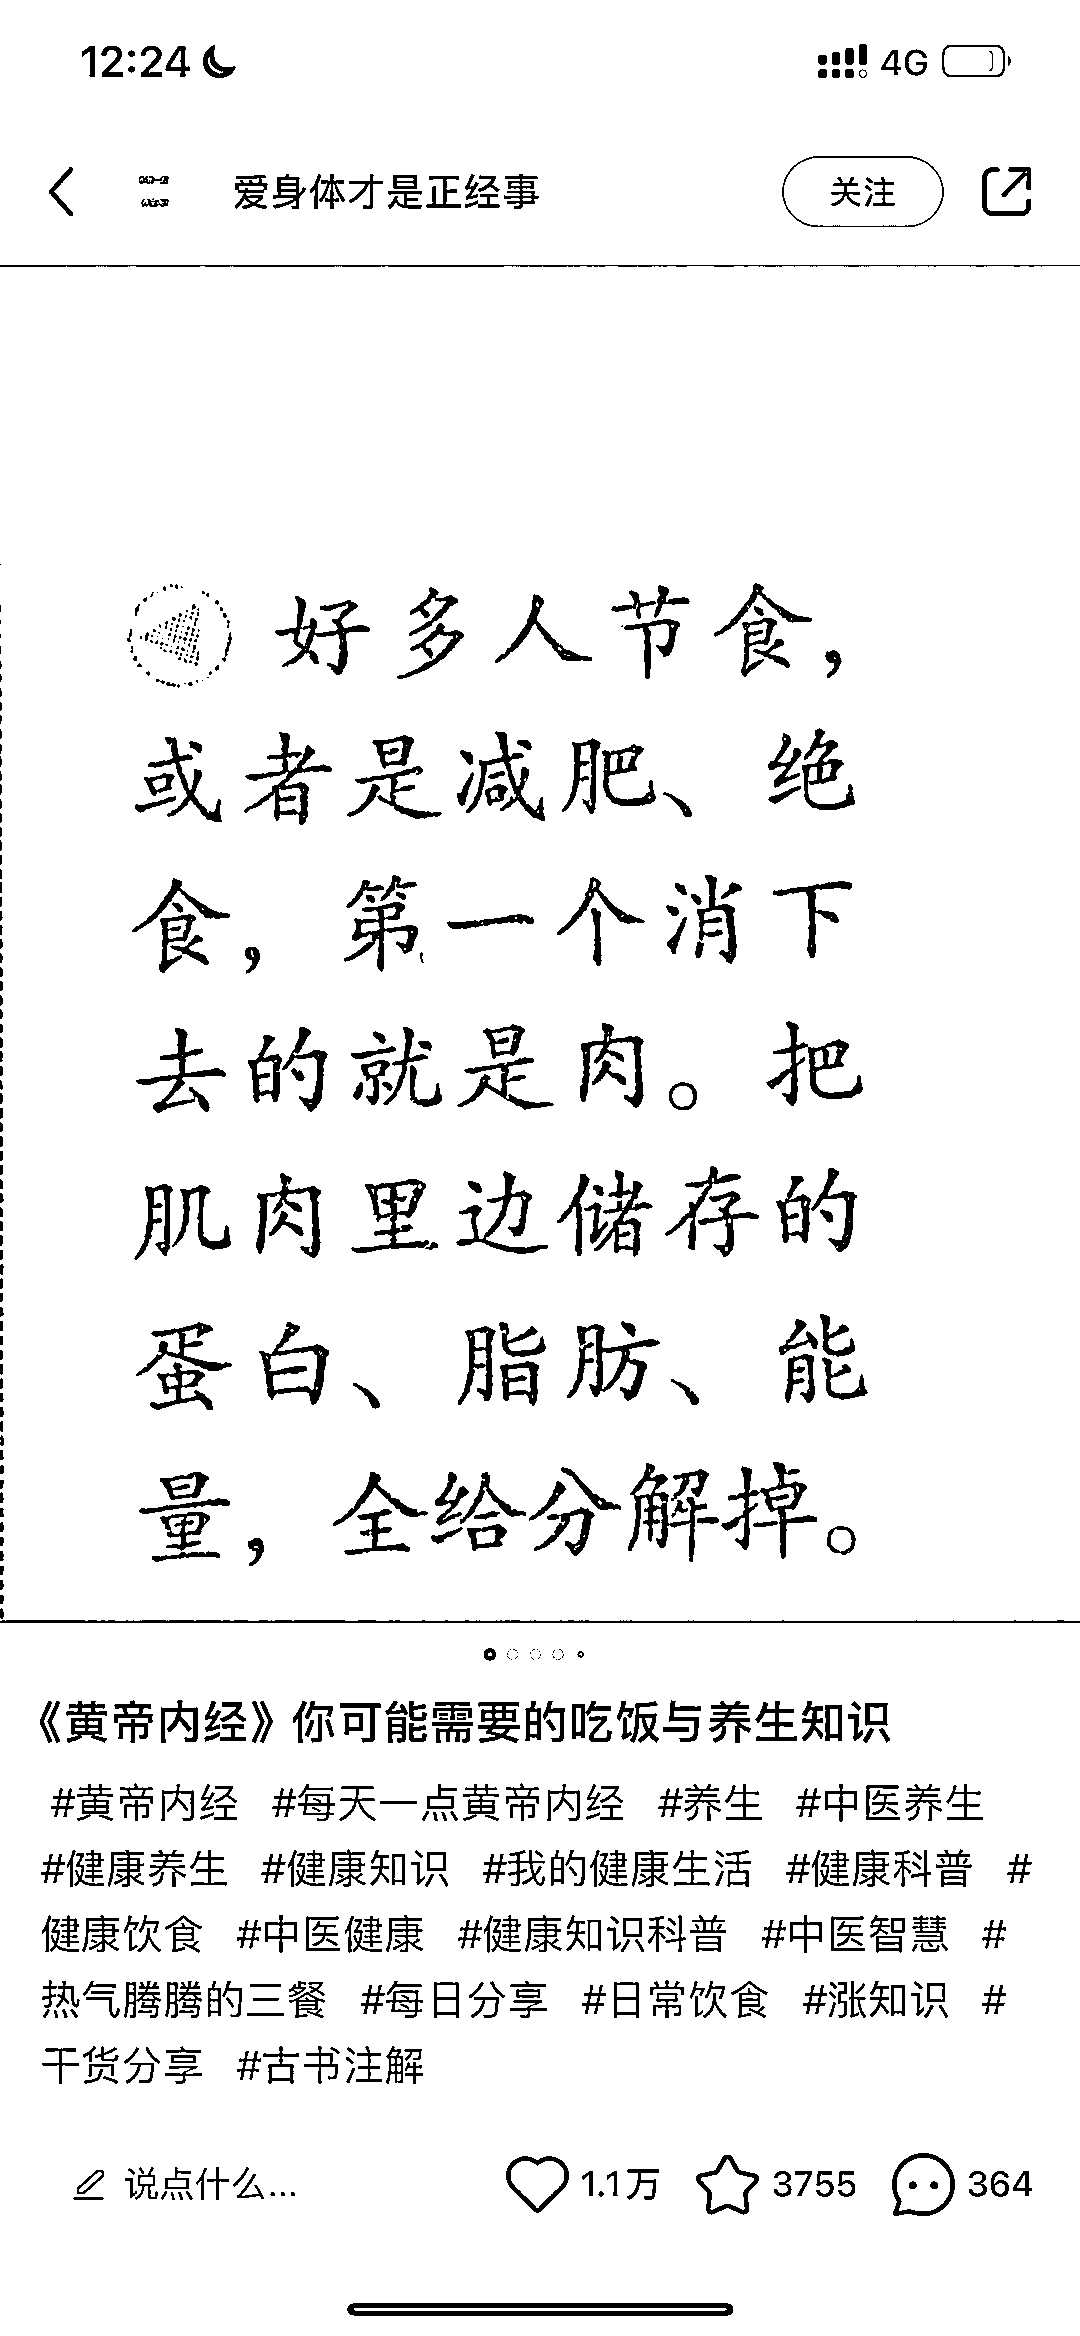 12:24 4G
爱身体才是正经事 关注
好多人节食，
或者是减肥、绝
食，第一个消下
去的就是肉。把
肌肉里边储存的
蛋白、脂肪、能
量，全给分解掉。
《黄帝内经》你可能需要的吃饭与养生知识
#黄帝内经 #每天一点黄帝内经 #养生 #中医养生
#健康养生 #健康知识 #我的健康生活 #健康科普 #
健康饮食 #中医健康 #健康知识科普 #中医智慧 #
热气腾腾的三餐 #每日分享 #日常饮食 #涨知识 #
干货分享 #古书注解
说点什么... 1.1万 3755 364